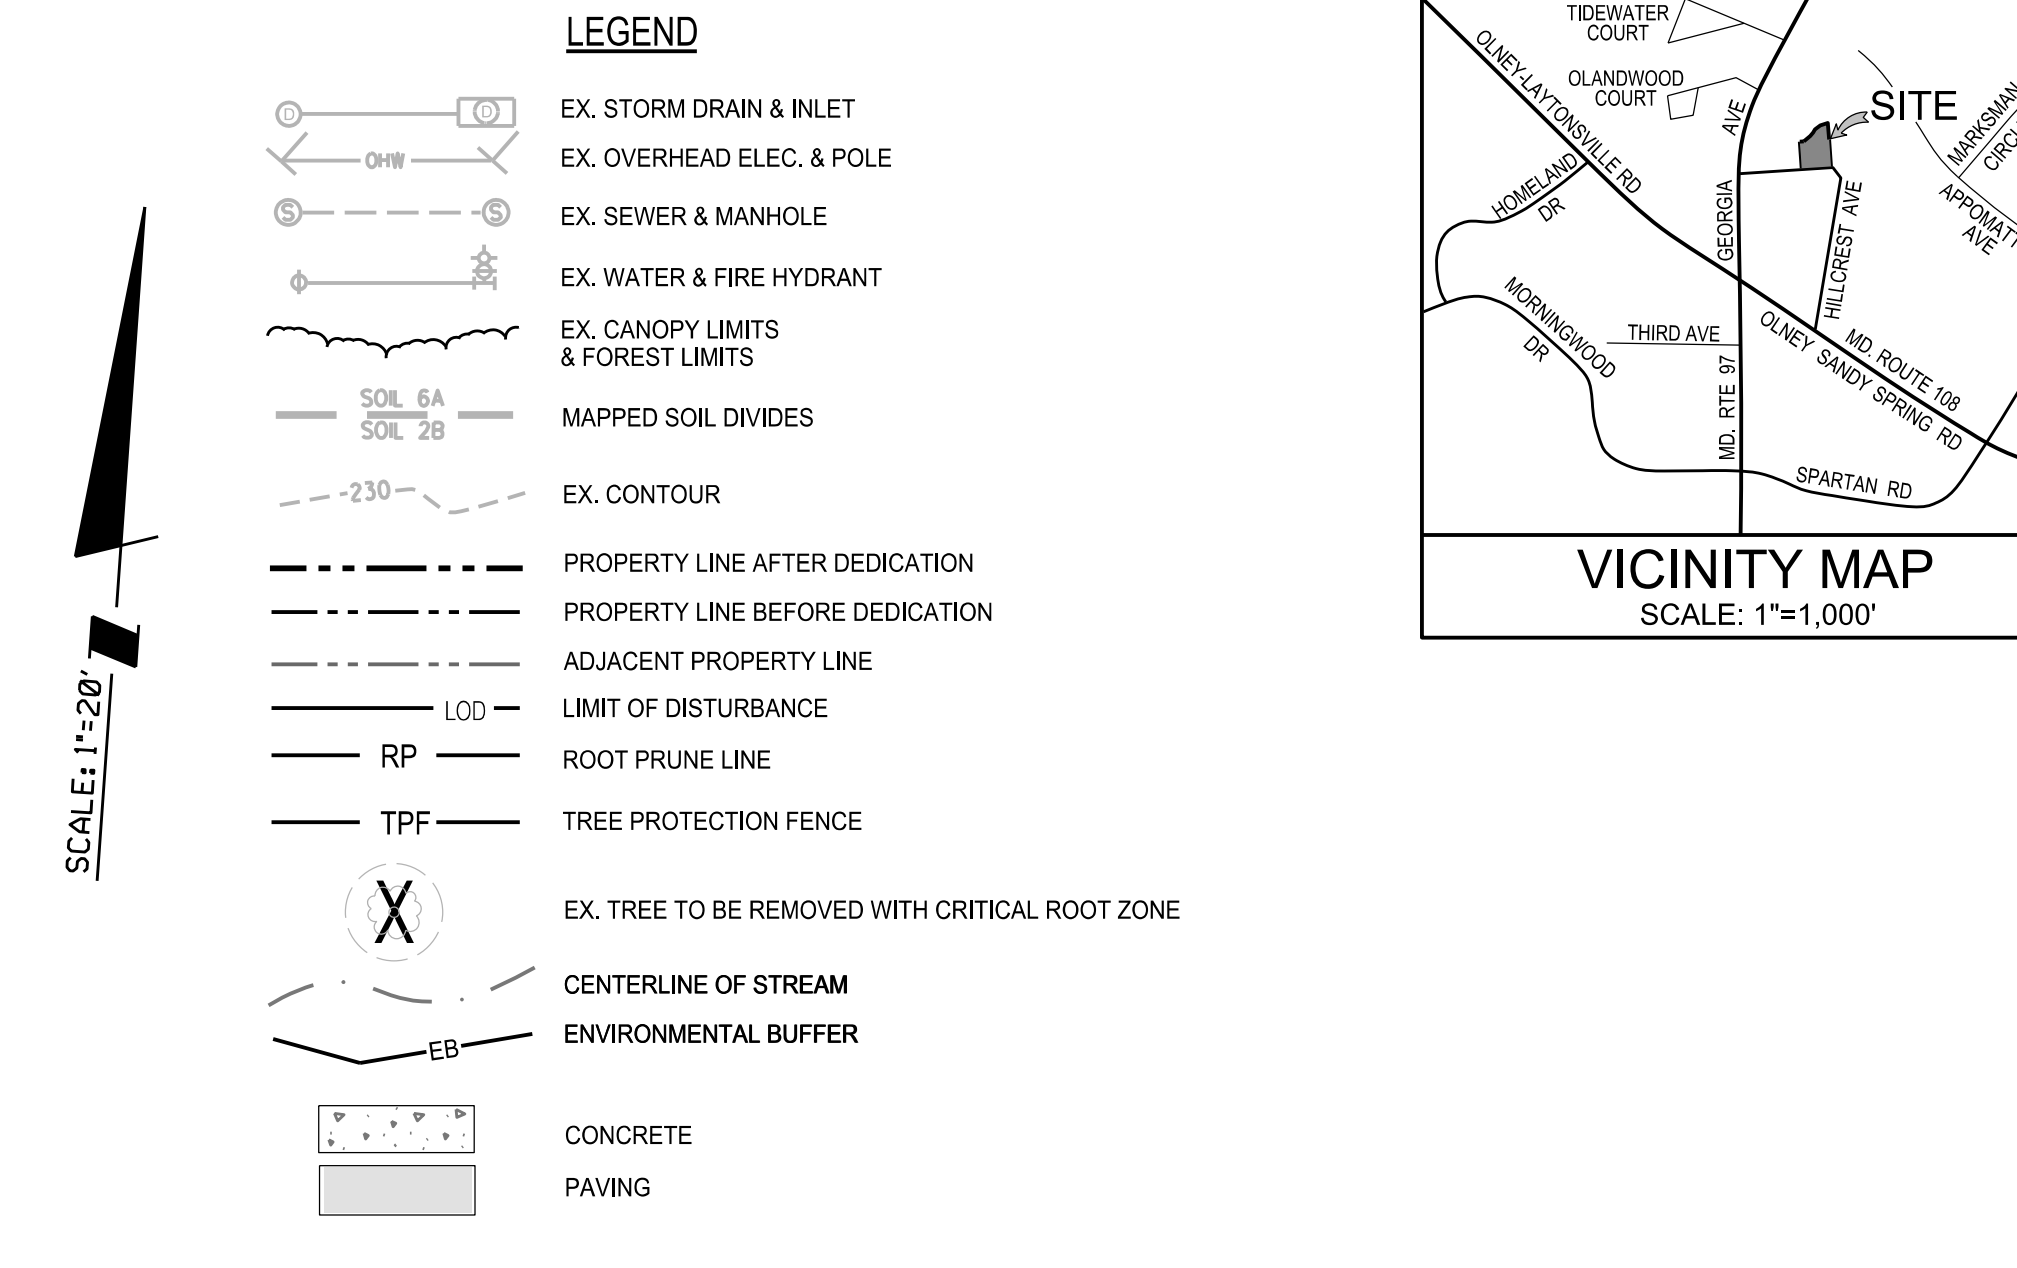 LEGEND
D
D
EX. STORM DRAIN & INLET
OHW
EX. OVERHEAD ELEC. & POLE
S
S
EX. SEWER & MANHOLE
EX. WATER & FIRE HYDRANT
EX. CANOPY LIMITS
& FOREST LIMITS
SOIL 6A
SOIL 2B
MAPPED SOIL DIVIDES
230
EX. CONTOUR
PROPERTY LINE AFTER DEDICATION
PROPERTY LINE BEFORE DEDICATION
ADJACENT PROPERTY LINE
LOD
LIMIT OF DISTURBANCE
RP
ROOT PRUNE LINE
TPF
TREE PROTECTION FENCE
EX. TREE TO BE REMOVED WITH CRITICAL ROOT ZONE
CENTERLINE OF STREAM
EB
ENVIRONMENTAL BUFFER
CONCRETE
PAVING
SCALE: 1"=20'
TIDEWATER
COURT
OLNEY-LAYTONSVILLE RD
OLANDWOOD
COURT
GEORGIA AVE
SITE
MARKSMAN
CIRC
APPOMATT
AVE
HOMELAND
DR
HILLCREST AVE
MORNINGWOOD
DR
THIRD AVE
MD. RTE 97
MD. ROUTE 108
OLNEY SANDY SPRING RD
SPARTAN RD
VICINITY MAP
SCALE: 1"=1,000'